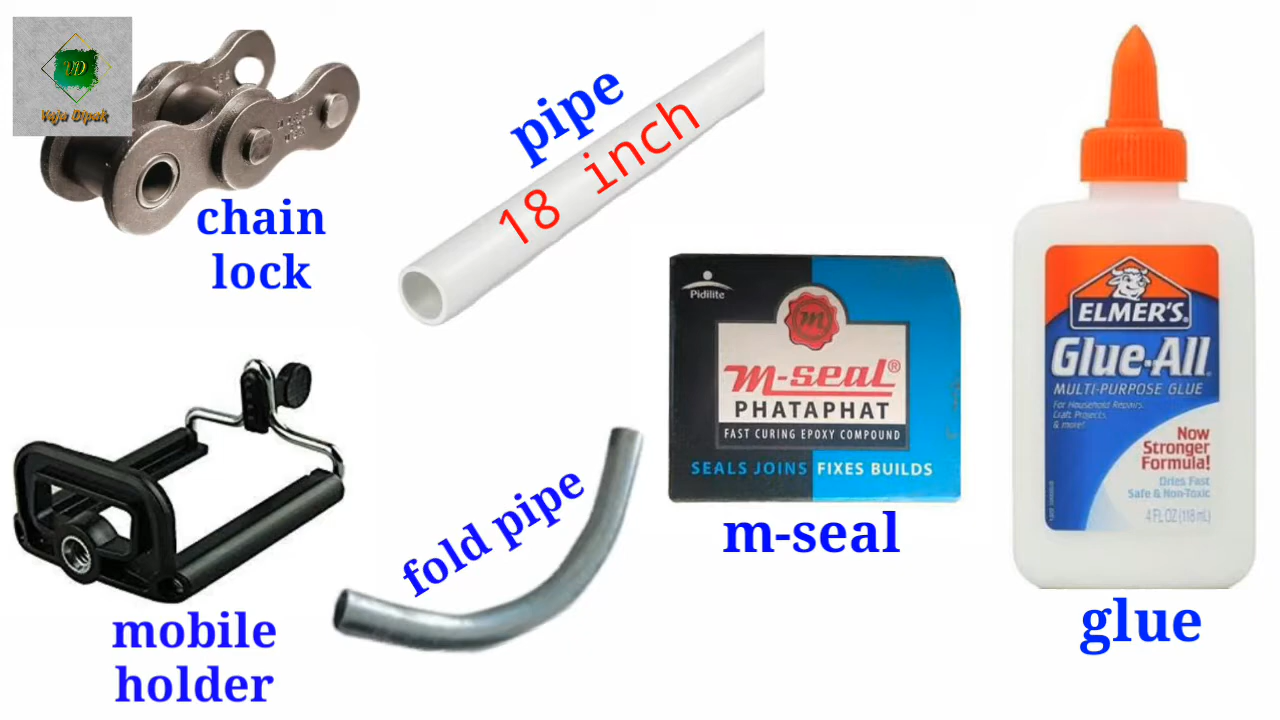 VD
Vaja Dipak
chain
lock
pipe
18 inch
Pidilite
m
m-seal®
PHATAPHAT
FAST CURING EPOXY COMPOUND
SEALS JOINS FIXES BUILDS
m-seal
ELMER'S
Glue-All
MULTI-PURPOSE GLUE
For Household Repairs,
Craft Projects,
& more!
Now
Stronger
Formula!
Dries Fast
Safe & Non-Toxic
4 FL OZ (118 mL)
glue
mobile
holder
fold pipe